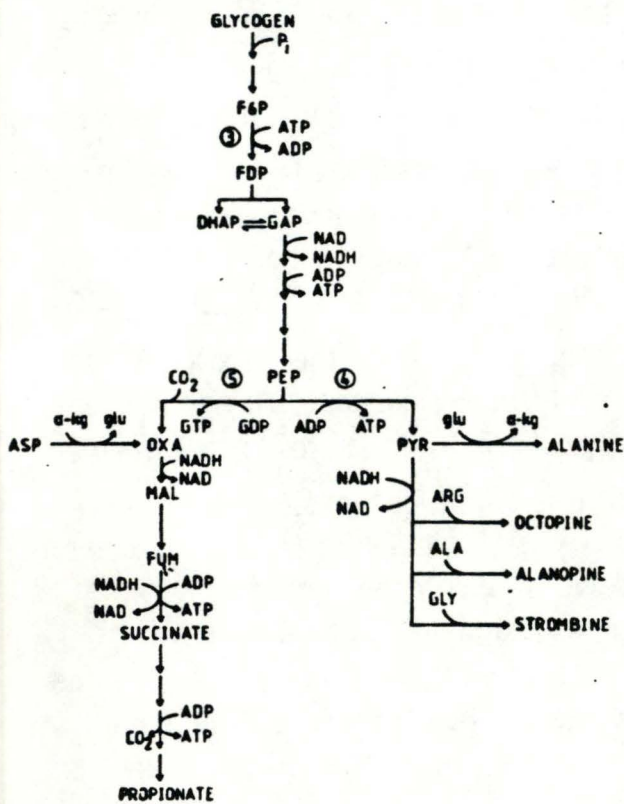 GLYCOGEN
Pi
F6P
③ ATP
ADP
FDP
DHAP ⇌ GAP
NAD
NADH
ADP
ATP
CO2 ⑤ PEP ④
GTP GDP ADP ATP
ASP α-kg glu OXA
PYR glu α-kg ALANINE
NADH
NAD
MAL
NADH
NAD
ARG
OCTOPINE
FUM
ALA
ALANOPINE
NADH ADP
NAD ATP
GLY
SUCCINATE
STROMBINE
ADP
CO2 ATP
PROPIONATE